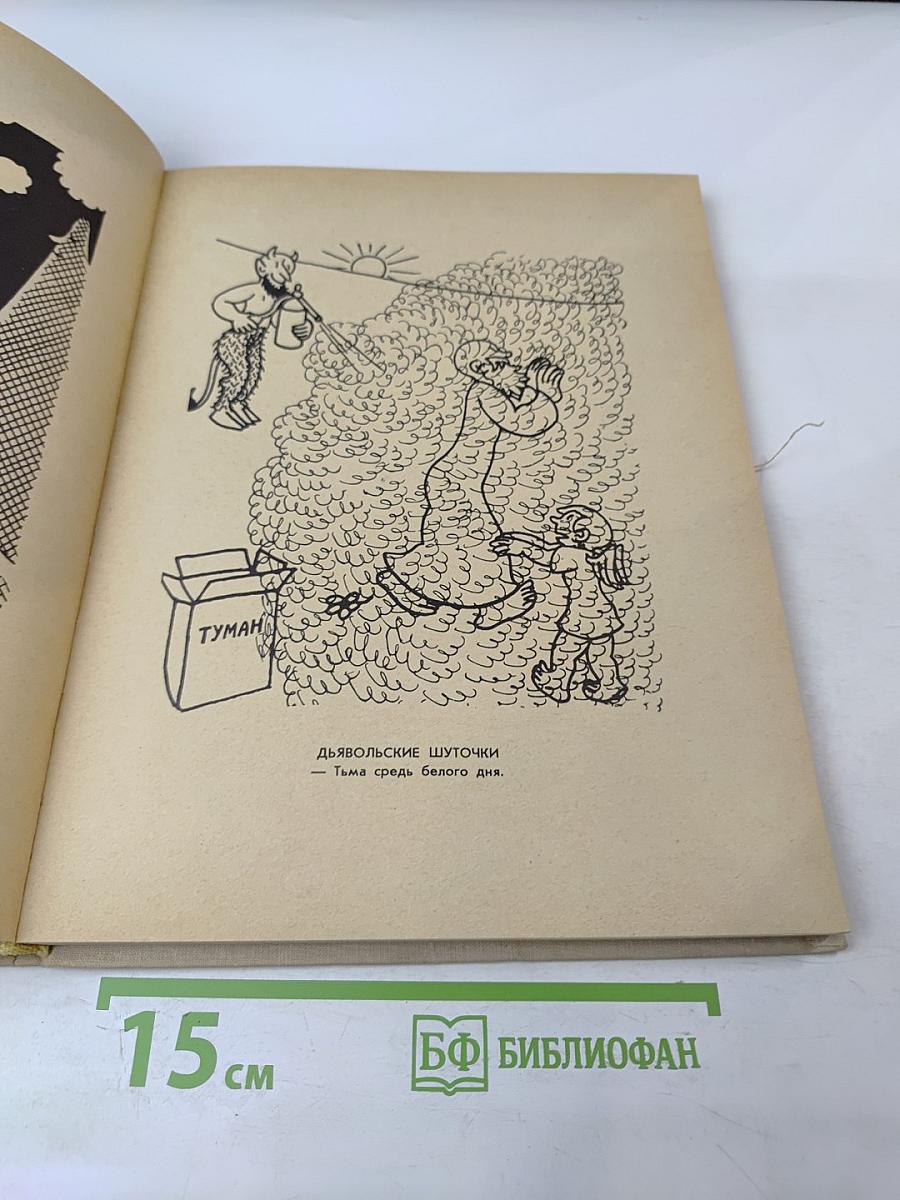 ТУМАН
ДЬЯВОЛЬСКИЕ ШУТОЧКИ
— Тьма средь белого дня.
15 см
БФ БИБЛИОФАН